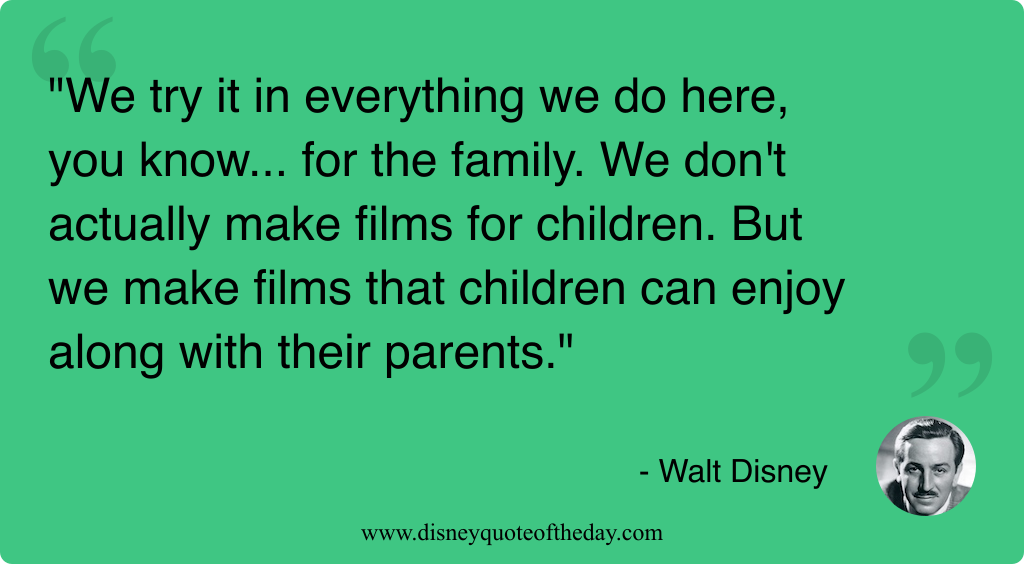 "We try it in everything we do here,
you know... for the family. We don't
actually make films for children. But
we make films that children can enjoy
along with their parents."
- Walt Disney
www.disneyquoteoftheday.com